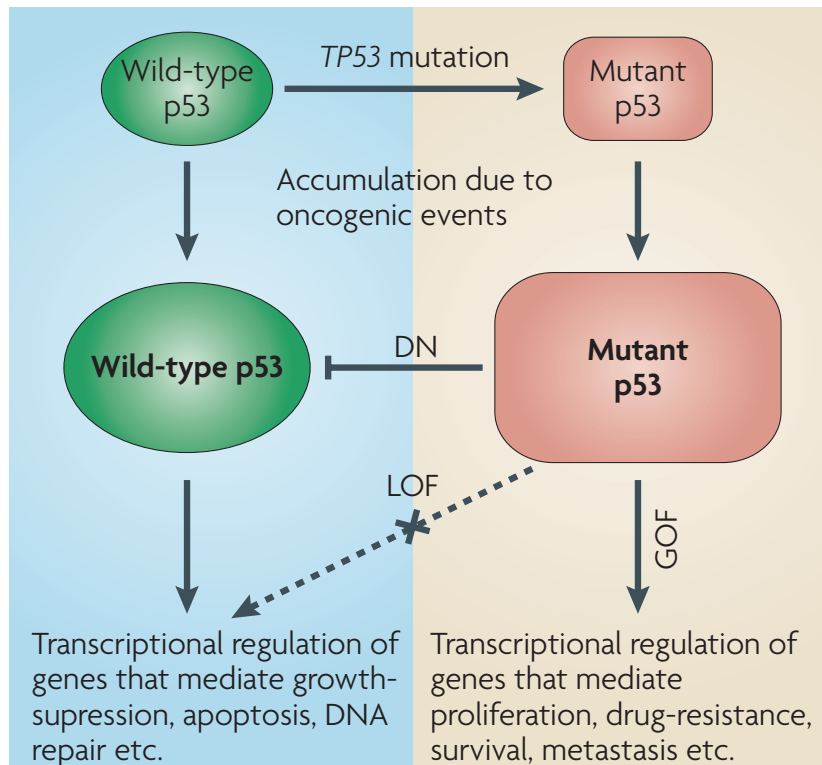 Wild-type
p53
TP53 mutation
Mutant
p53
Accumulation due to
oncogenic events
Wild-type p53
DN
Mutant
p53
LOF
GOF
Transcriptional regulation of
genes that mediate growth-
supression, apoptosis, DNA
repair etc.
Transcriptional regulation of
genes that mediate
proliferation, drug-resistance,
survival, metastasis etc.